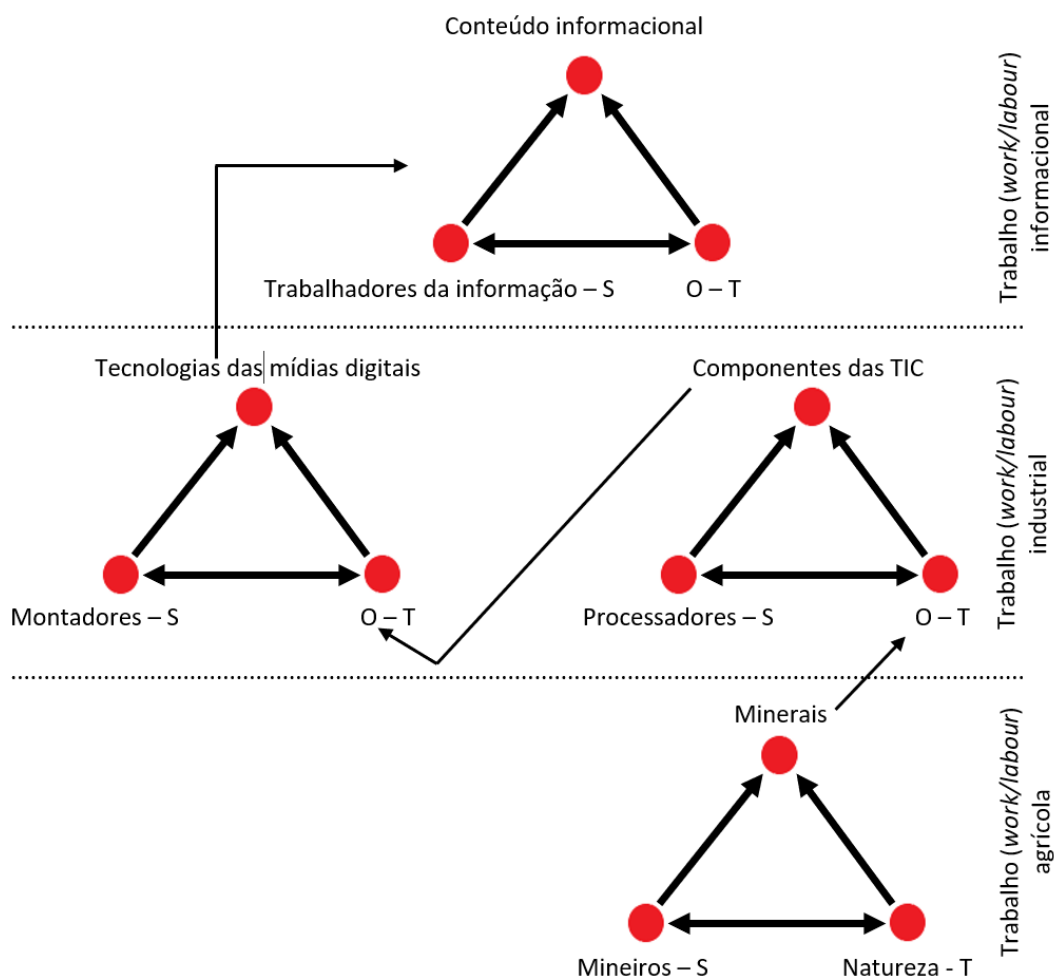 Conteúdo informacional
Trabalhadores da informação – S
O – T
Trabalho (work/labour)
informacional
Tecnologias das mídias digitais
Componentes das TIC
Montadores – S
O – T
Processadores – S
O – T
Trabalho (work/labour)
industrial
Minerais
Mineiros – S
Natureza - T
Trabalho (work/labour)
agrícola